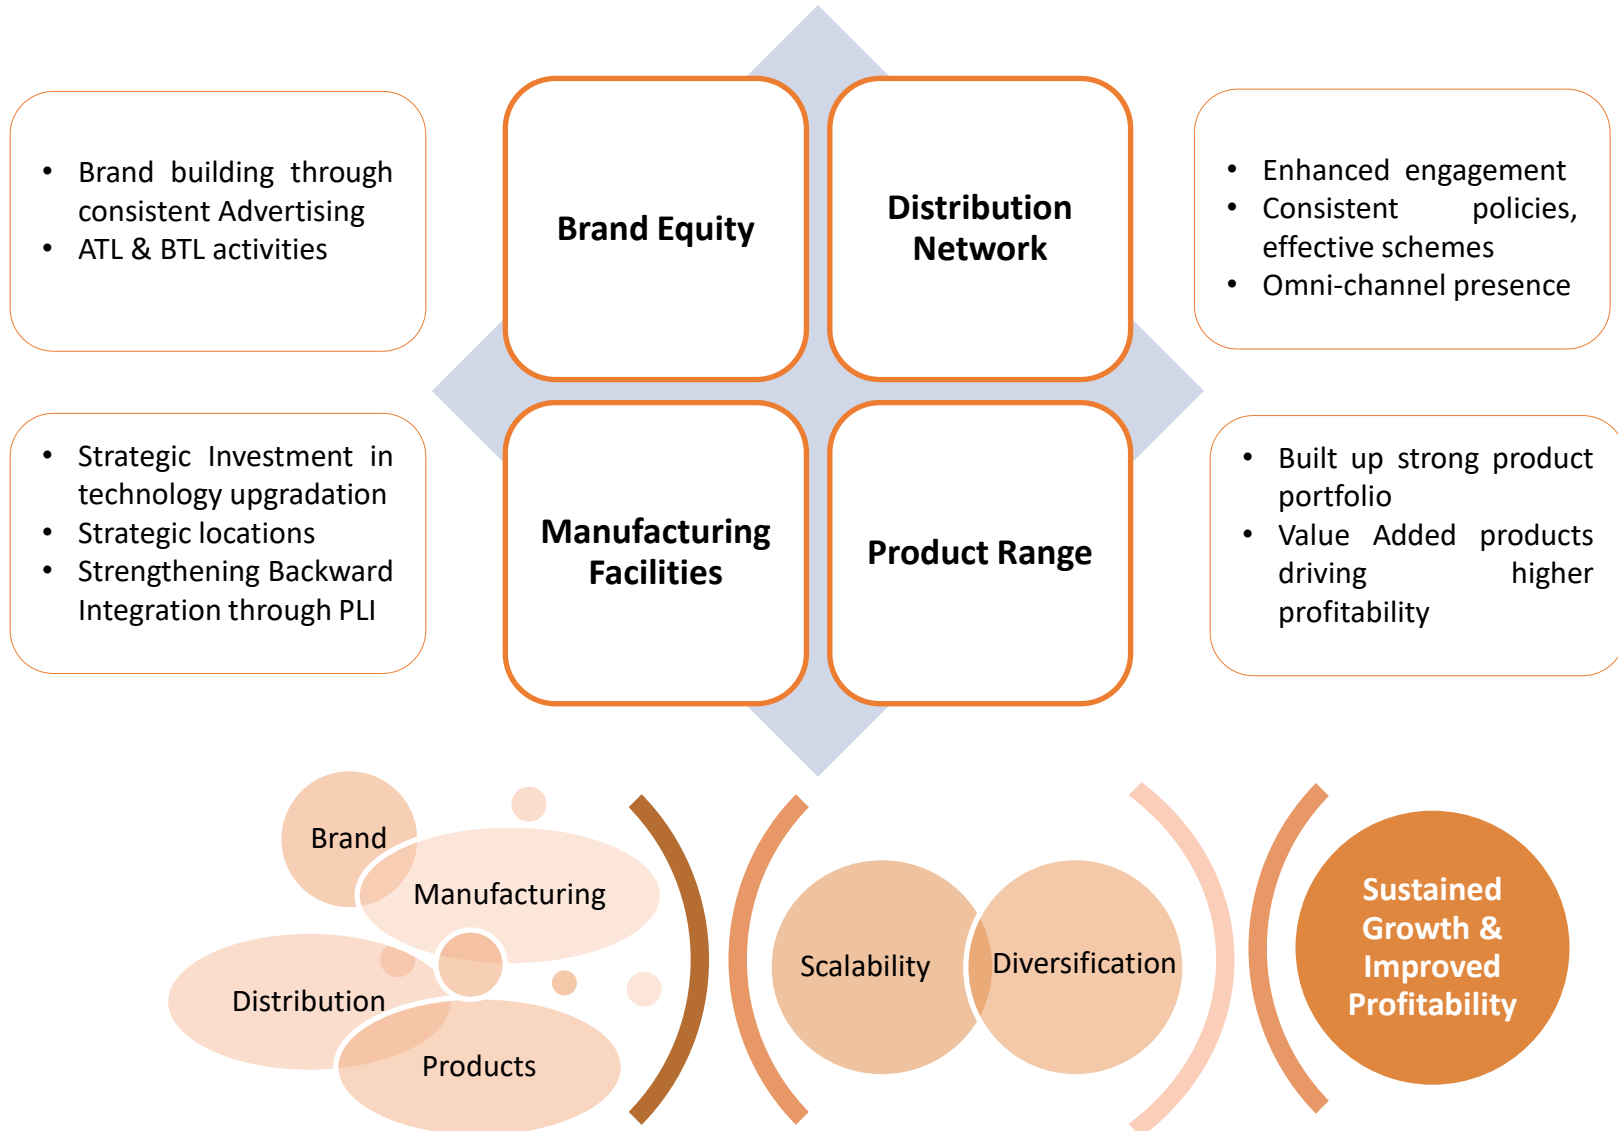 • Brand building through
consistent Advertising
• ATL & BTL activities
Brand Equity
Distribution
Network
• Enhanced engagement
• Consistent policies,
effective schemes
• Omni-channel presence
• Strategic Investment in
technology upgradation
• Strategic locations
• Strengthening Backward
Integration through PLI
Manufacturing
Facilities
Product Range
• Built up strong product
portfolio
• Value Added products
driving higher
profitability
Brand
Manufacturing
Distribution
Products
Scalability
Diversification
Sustained
Growth &
Improved
Profitability